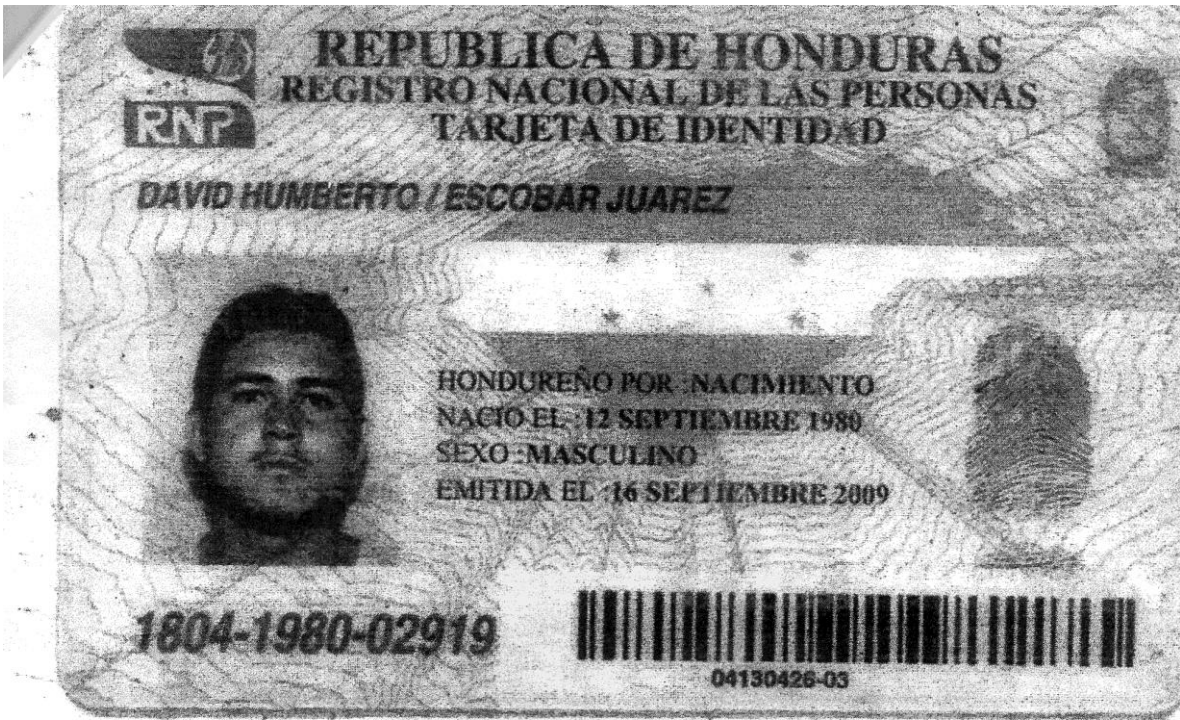 REPUBLICA DE HONDURAS
REGISTRO NACIONAL DE LAS PERSONAS
TARJETA DE IDENTIDAD
RNP
DAVID HUMBERTO / ESCOBAR JUAREZ
HONDUREÑO POR :NACIMIENTO
NACIO EL :12 SEPTIEMBRE 1980
SEXO :MASCULINO
EMITIDA EL :16 SEPTIEMBRE 2009
1804-1980-02919
04130426-03